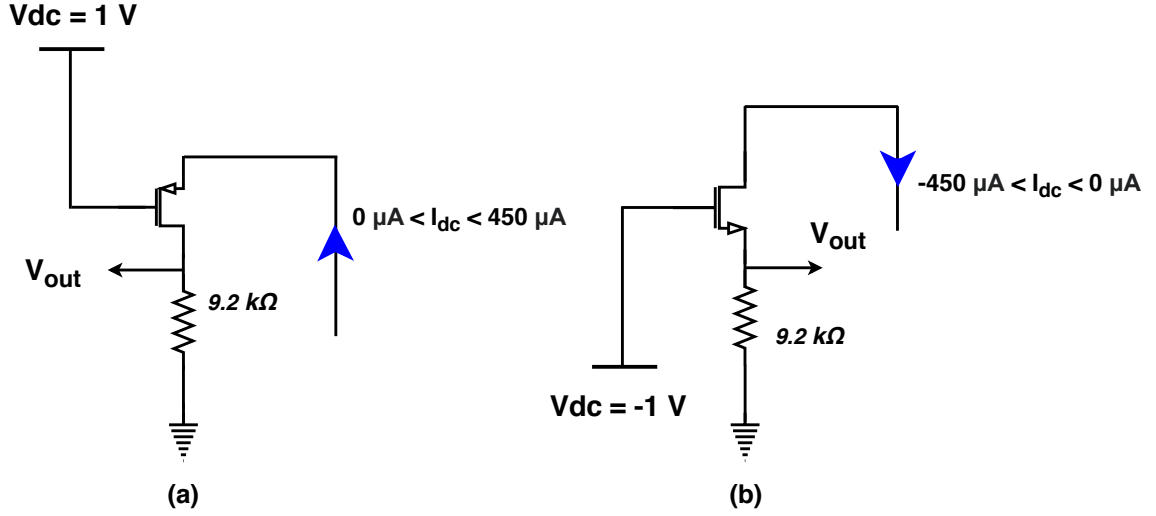 Vdc = 1 V
0 µA < Idc < 450 µA
Vout
9.2 kΩ
(a)
-450 µA < Idc < 0 µA
Vout
9.2 kΩ
Vdc = -1 V
(b)